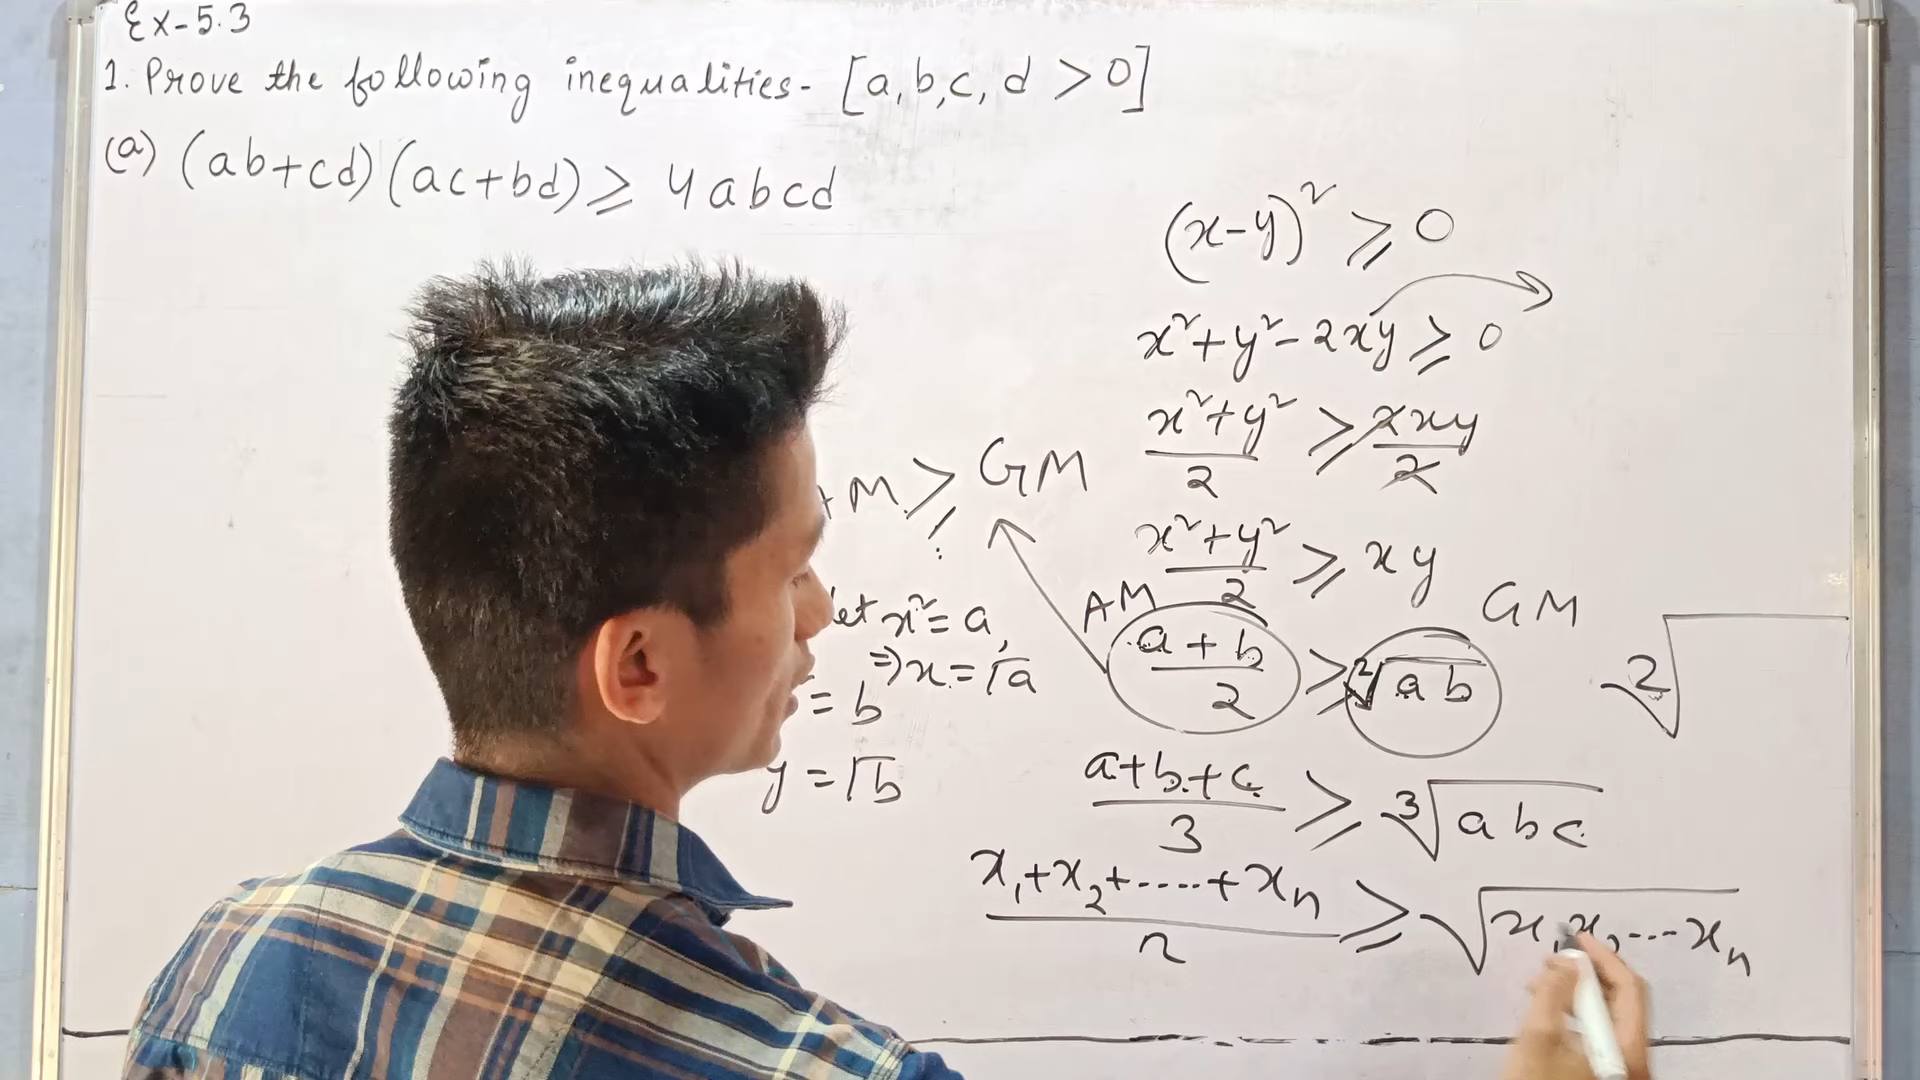 Ex-5.3
1. Prove the following inequalities- [a,b,c, d > 0]
(a) (ab+cd)(ac+bd) ≥ 4abcd
(x-y)² ≥ 0
x²+y²-2xy ≥ 0
x²+y²/2 ≥ 2xy/2
M ≥ GM
x²+y²/2 ≥ xy
AM GM
let x²=a,
⇒x=√a
a+b/2 ≥ ²√ab
2√
= b
y=√b
a+b+c/3 ≥ ³√abc
x₁+x₂+.....+xₙ/n ≥ √x₁x₂...xₙ